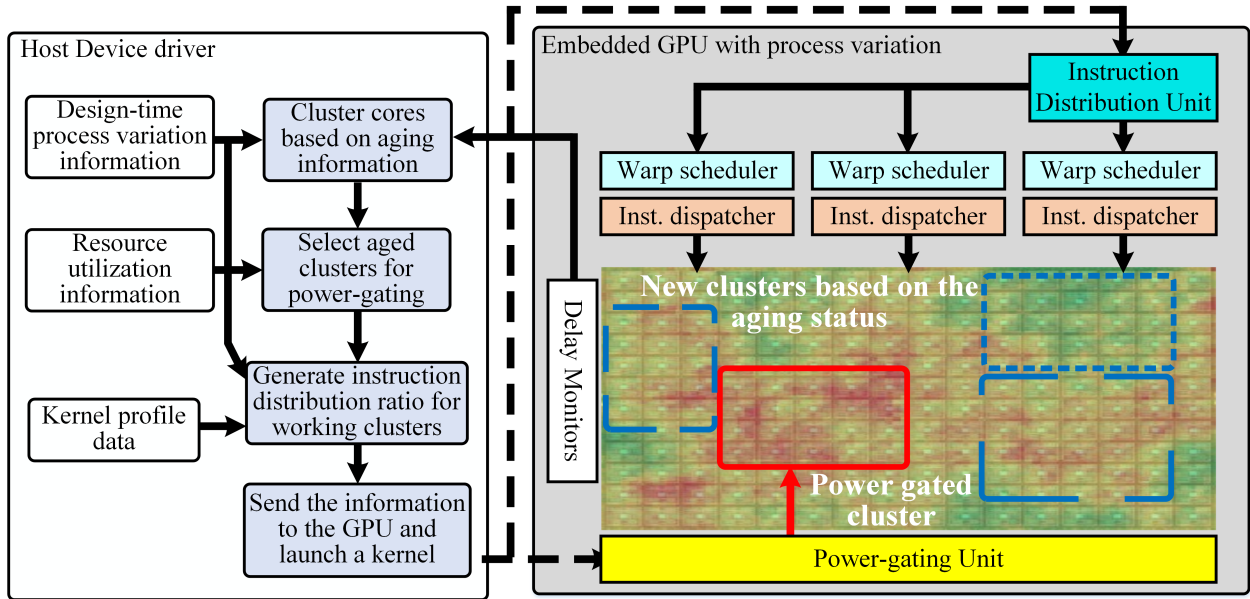 Host Device driver
Design-time
process variation
information
Cluster cores
based on aging
information
Resource
utilization
information
Select aged
clusters for
power-gating
Kernel profile
data
Generate instruction
distribution ratio for
working clusters
Send the information
to the GPU and
launch a kernel
Embedded GPU with process variation
Instruction
Distribution Unit
Warp scheduler
Warp scheduler
Warp scheduler
Inst. dispatcher
Inst. dispatcher
Inst. dispatcher
Delay Monitors
New clusters based on the
aging status
Power gated
cluster
Power-gating Unit